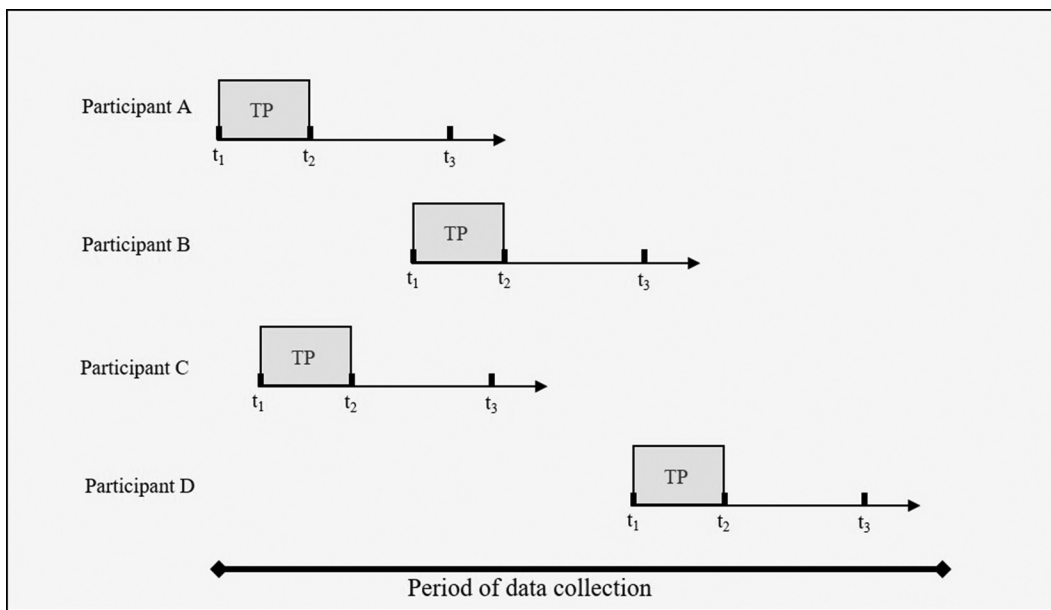 Participant A
TP
t₁ t₂ t₃
Participant B
TP
t₁ t₂ t₃
Participant C
TP
t₁ t₂ t₃
Participant D
TP
t₁ t₂ t₃
Period of data collection